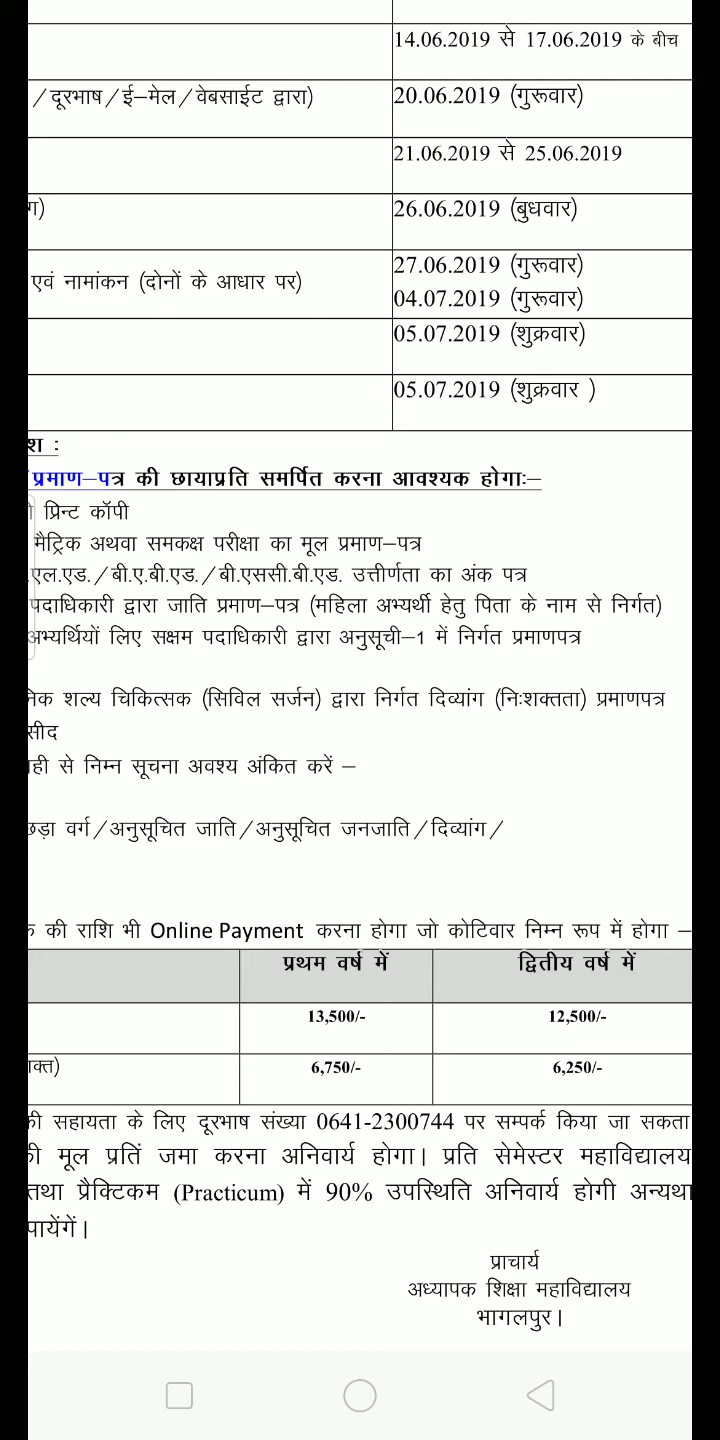 14.06.2019 से 17.06.2019 के बीच
/दूरभाष/ई–मेल/वेबसाईट द्वारा) 20.06.2019 (गुरूवार)
21.06.2019 से 25.06.2019
26.06.2019 (बुधवार)
27.06.2019 (गुरूवार)
एवं नामांकन (दोनों के आधार पर)
04.07.2019 (गुरूवार)
05.07.2019 (शुक्रवार)
05.07.2019 (शुक्रवार )
श :
प्रमाण–पत्र की छायाप्रति समर्पित करना आवश्यक होगाः–
प्रिन्ट कॉपी
मैट्रिक अथवा समकक्ष परीक्षा का मूल प्रमाण–पत्र
.एल.एड./बी.ए.बी.एड./बी.एससी.बी.एड. उत्तीर्णता का अंक पत्र
पदाधिकारी द्वारा जाति प्रमाण–पत्र (महिला अभ्यर्थी हेतु पिता के नाम से निर्गत)
अभ्यर्थियों लिए सक्षम पदाधिकारी द्वारा अनुसूची–1 में निर्गत प्रमाणपत्र
निक शल्य चिकित्सक (सिविल सर्जन) द्वारा निर्गत दिव्यांग (निःशक्तता) प्रमाणपत्र
सीद
ही से निम्न सूचना अवश्य अंकित करें –
छड़ा वर्ग/अनुसूचित जाति/अनुसूचित जनजाति/दिव्यांग/
की राशि भी Online Payment करना होगा जो कोटिवार निम्न रूप में होगा –
प्रथम वर्ष में द्वितीय वर्ष में
13,500/- 12,500/-
क्त) 6,750/- 6,250/-
की सहायता के लिए दूरभाष संख्या 0641-2300744 पर सम्पर्क किया जा सकता
मूल प्रतिं जमा करना अनिवार्य होगा। प्रति सेमेस्टर महाविद्यालय
तथा प्रैक्टिकम (Practicum) में 90% उपस्थिति अनिवार्य होगी अन्यथा
पायेंगें।
प्राचार्य
अध्यापक शिक्षा महाविद्यालय
भागलपुर।